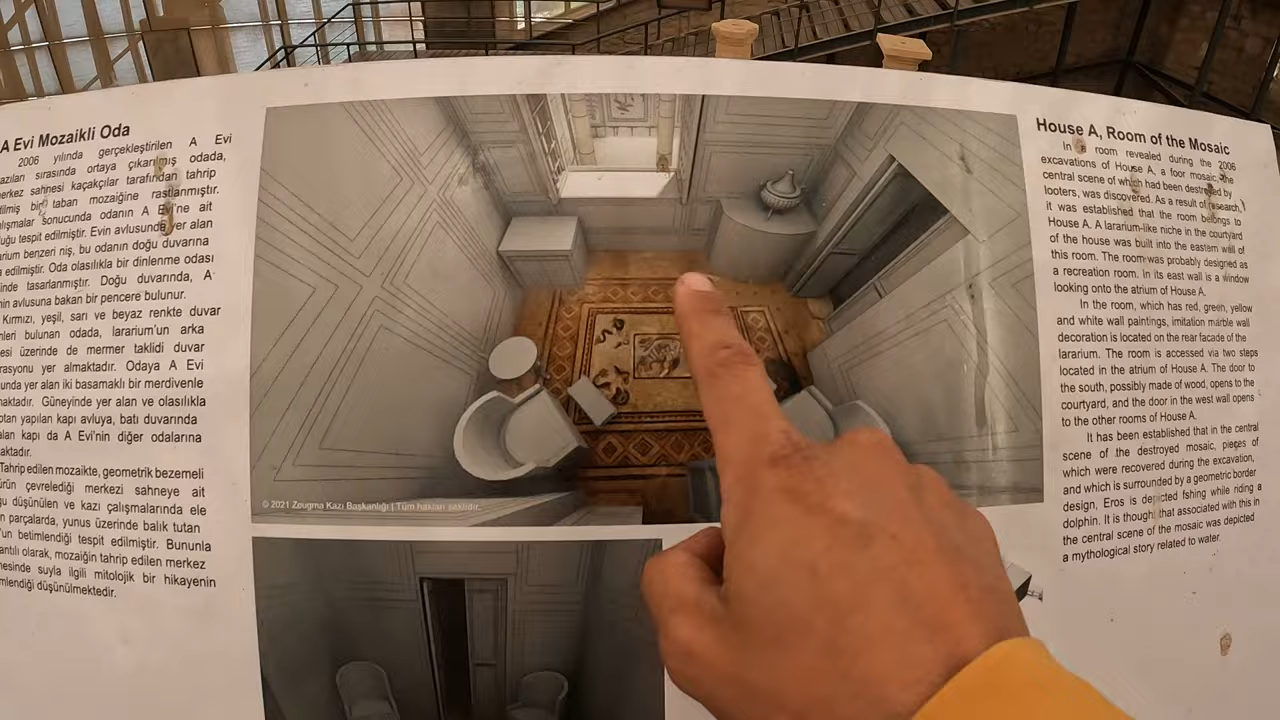 A Evi Mozaikli Oda
2006 yılında gerçekleştirilen A Evi
sırasında ortaya çıkarılmış odada,
sahnesi kaçakçılar tarafından tahrip
bir taban mozaiğine rastlanmıştır.
sonucunda odanın A Evi'ne ait
tespit edilmiştir. Evin avlusunda yer alan
benzeri niş, bu odanın doğu duvarına
edilmiştir. Oda olasılıkla bir dinlenme odası
tasarlanmıştır. Doğu duvarında, A
avlusuna bakan bir pencere bulunur.
Kırmızı, yeşil, sarı ve beyaz renkte duvar
bulunan odada, lararium'un arka
üzerinde de mermer taklidi duvar
yer almaktadır. Odaya A Evi
yer alan iki basamaklı bir merdivenle
Güneyinde yer alan ve olasılıkla
yapılan kapı avluya, batı duvarında
kapı da A Evi'nin diğer odalarına
Tahrip edilen mozaikte, geometrik bezemeli
çevrelediği merkezi sahneye ait
düşünülen ve kazı çalışmalarında ele
parçalarda, yunus üzerinde balık tutan
betimlendiği tespit edilmiştir. Bununla
olarak, mozaiğin tahrip edilen merkez
suyla ilgili mitolojik bir hikayenin
düşünülmektedir.
© 2021 Zeugma Kazı Başkanlığı | Tüm hakları saklıdır.
House A, Room of the Mosaic
In room revealed during the 2006
excavations of House A, a foor mosaic, the
central scene of which had been destroyed by
looters, was discovered. As a result of research,
it was established that the room belongs to
House A. A lararium-like niche in the courtyard
of the house was built into the eastern wall of
this room. The room was probably designed as
a recreation room. In its east wall is a window
looking onto the atrium of House A.
In the room, which has red, green, yellow
and white wall paintings, imitation marble wall
decoration is located on the rear facade of the
lararium. The room is accessed via two steps
located in the atrium of House A. The door to
the south, possibly made of wood, opens to the
courtyard, and the door in the west wall opens
to the other rooms of House A.
It has been established that in the central
scene of the destroyed mosaic, pieces of
which were recovered during the excavation,
and which is surrounded by a geometric border
design, Eros is depicted fshing while riding a
dolphin. It is though that associated with this in
the central scene of the mosaic was depicted
a mythological story related to water.